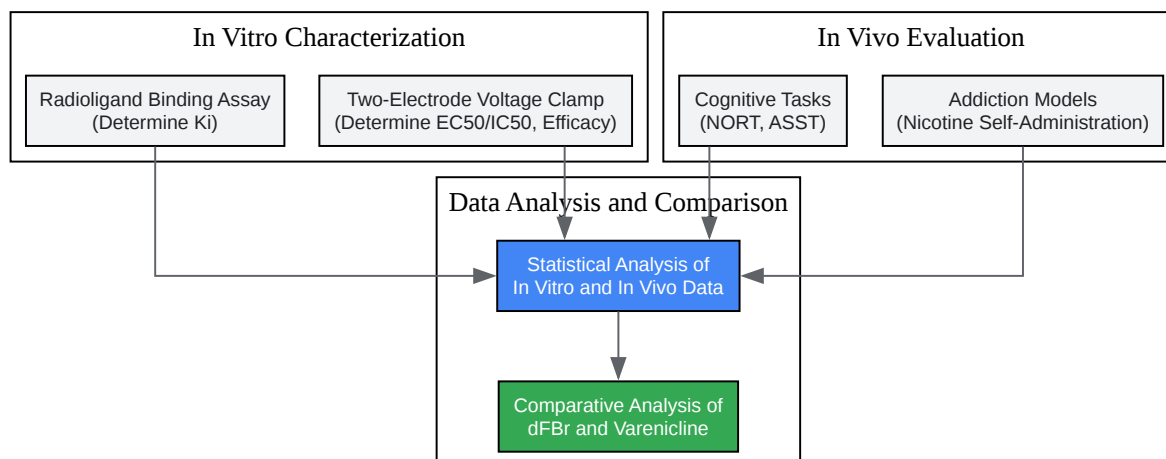 In Vitro Characterization
Radioligand Binding Assay
(Determine Ki)
Two-Electrode Voltage Clamp
(Determine EC50/IC50, Efficacy)
In Vivo Evaluation
Cognitive Tasks
(NORT, ASST)
Addiction Models
(Nicotine Self-Administration)
Data Analysis and Comparison
Statistical Analysis of
In Vitro and In Vivo Data
Comparative Analysis of
dFBr and Varenicline